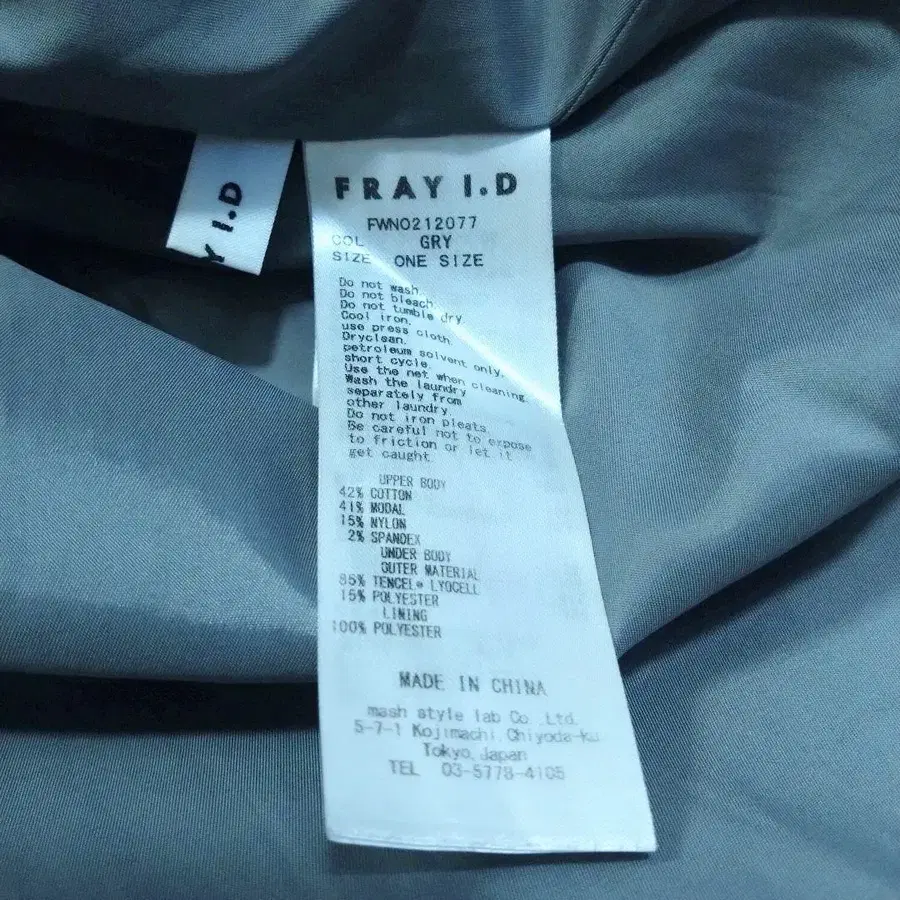 Y I.D
FRAY I.D
FWNO212077
COL GRY
SIZE ONE SIZE
Do not wash.
Do not bleach.
Do not tumble dry
Cool iron.
use press cloth.
Dryclean.
petroleum solvent only.
short cycle.
Use the net when cleaning.
Wash the laundry
separately from
other laundry.
Do not iron pleats.
Be careful not to expose
to friction or let it
get caught.
UPPER BODY
42% COTTON
41% MODAL
15% NYLON
2% SPANDEX
UNDER BODY
OUTER MATERIAL
85% TENCEL® LYOCELL
15% POLYESTER
LINING
100% POLYESTER
MADE IN CHINA
mash style lab Co.,Ltd.
5-7-1 Kojimachi, Chiyoda-ku
Tokyo, Japan
TEL 03-5778-4105